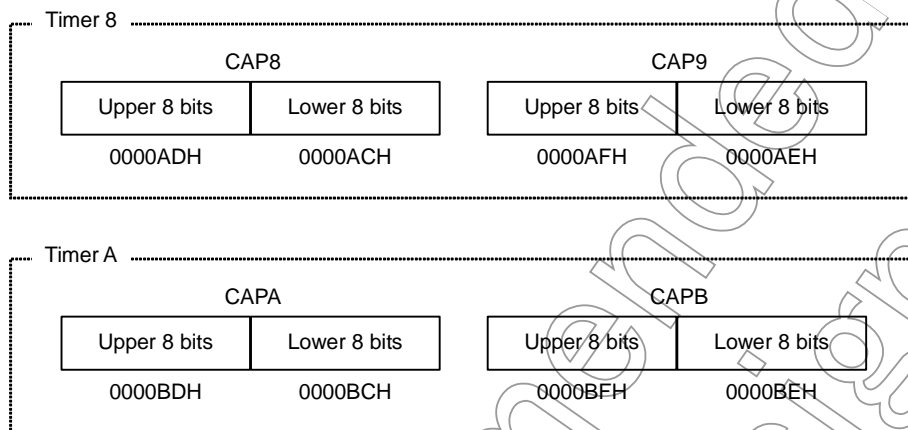 Timer 8
CAP8 CAP9
Upper 8 bits Lower 8 bits Upper 8 bits Lower 8 bits
0000ADH 0000ACH 0000AFH 0000AEH
Timer A
CAPA CAPB
Upper 8 bits Lower 8 bits Upper 8 bits Lower 8 bits
0000BDH 0000BCH 0000BFH 0000BEH